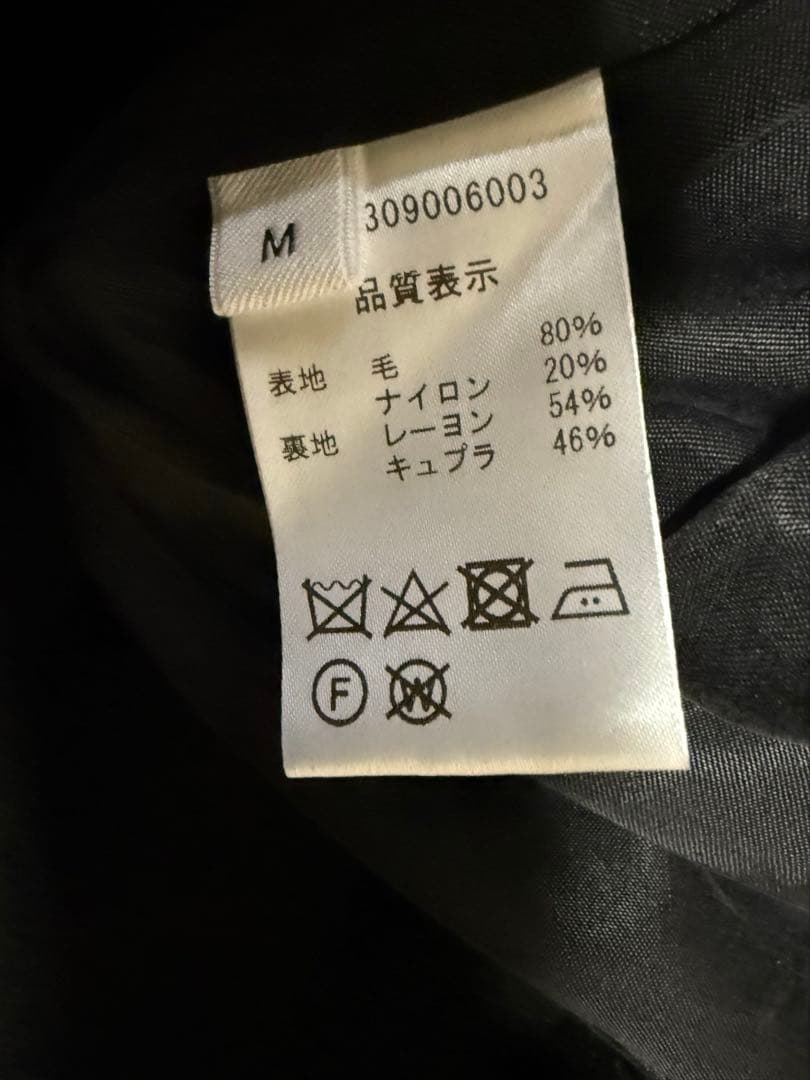 M
309006003
品質表示
表地 毛 80%
ナイロン 20%
裏地 レーヨン 54%
キュプラ 46%
F W